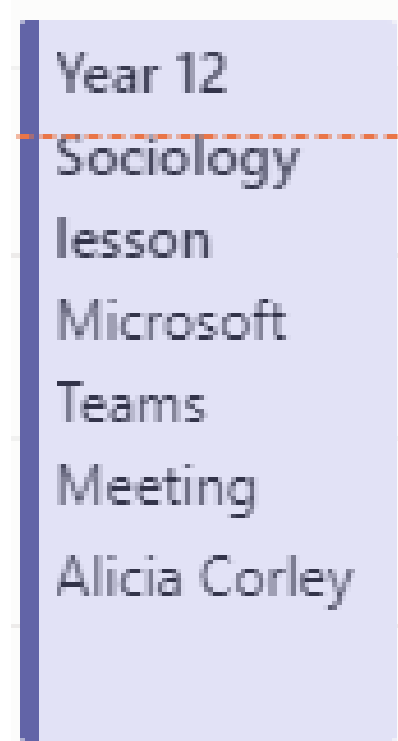 Year 12
Sociology
lesson
Microsoft
Teams
Meeting
Alicia Corley